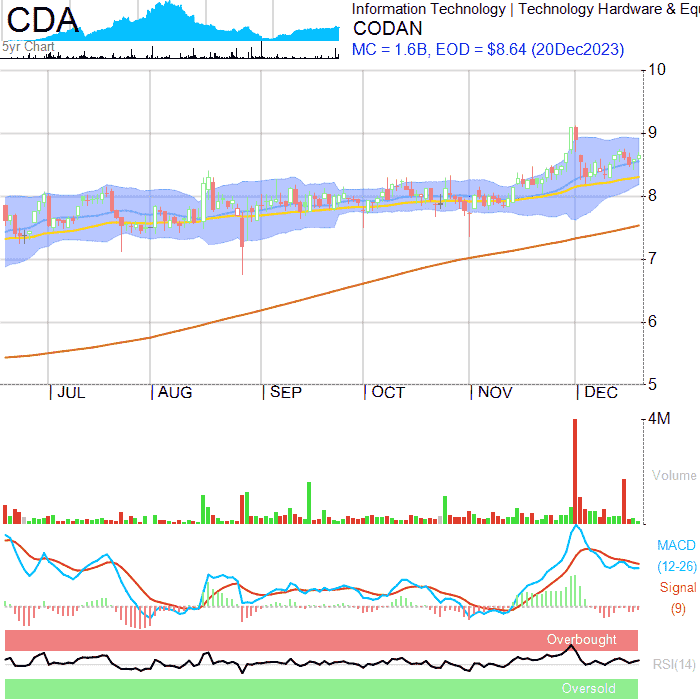 CDA
5yr Chart
Information Technology | Technology Hardware & Equ
CODAN
MC = 1.6B, EOD = $8.64 (20Dec2023)
10
9
8
7
6
5
JUL AUG SEP OCT NOV DEC
4M
Volume
MACD
(12-26)
Signal
(9)
Overbought
RSI(14)
Oversold